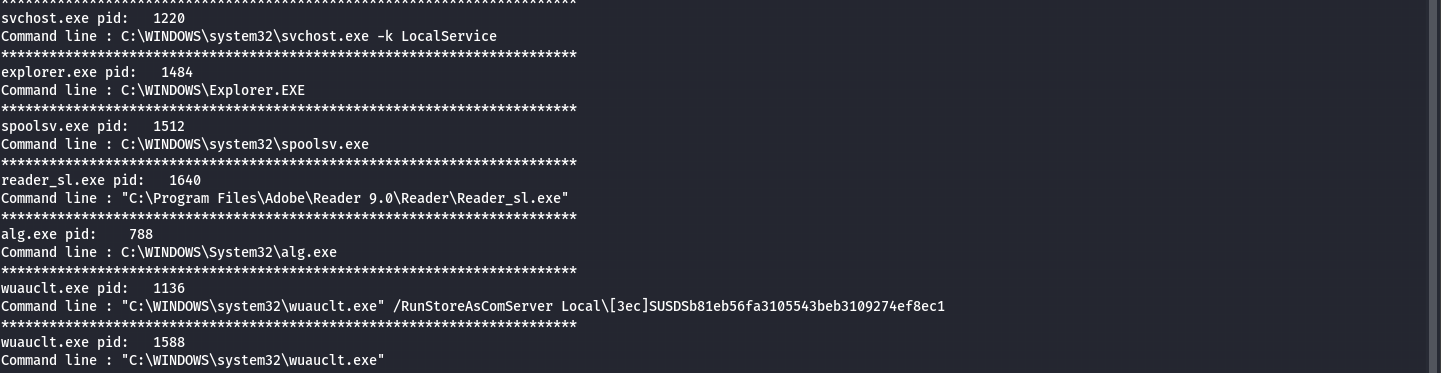 ************************************************************************
svchost.exe pid:   1220
Command line : C:\WINDOWS\system32\svchost.exe -k LocalService
************************************************************************
explorer.exe pid:   1484
Command line : C:\WINDOWS\Explorer.EXE
************************************************************************
spoolsv.exe pid:   1512
Command line : C:\WINDOWS\system32\spoolsv.exe
************************************************************************
reader_sl.exe pid:   1640
Command line : "C:\Program Files\Adobe\Reader 9.0\Reader\Reader_sl.exe"
************************************************************************
alg.exe pid:    788
Command line : C:\WINDOWS\System32\alg.exe
************************************************************************
wuauclt.exe pid:   1136
Command line : "C:\WINDOWS\system32\wuauclt.exe" /RunStoreAsComServer Local\[3ec]SUSDSb81eb56fa3105543beb3109274ef8ec1
************************************************************************
wuauclt.exe pid:   1588
Command line : "C:\WINDOWS\system32\wuauclt.exe"